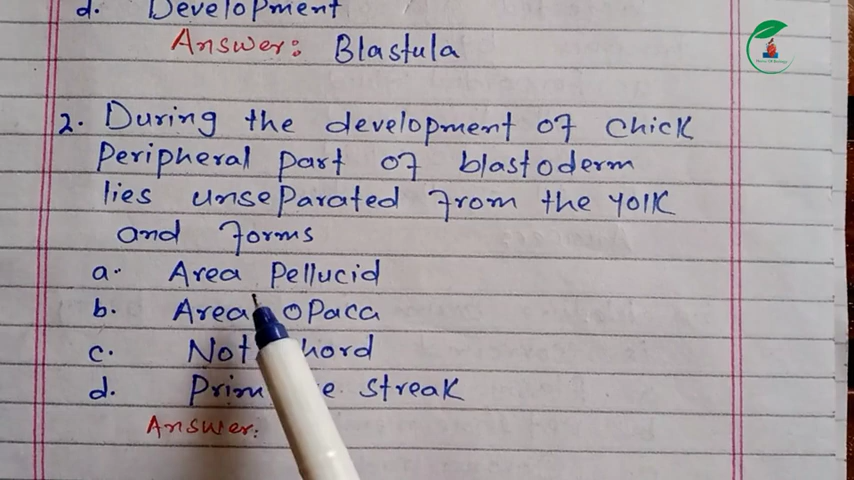 d. Development
Answer: Blastula
2. During the development of chick
Peripheral part of blastoderm
lies unseparated from the yolk
and forms
a. Area Pellucid
b. Area opaca
c. Not hord
d. Prim e streak
Answer: